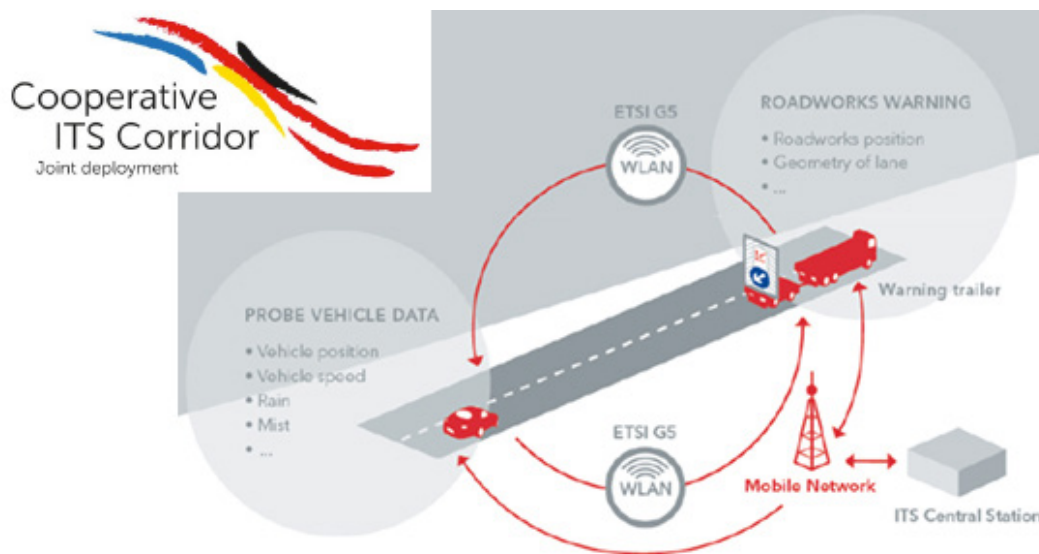 Cooperative
ITS Corridor
Joint deployment
ETSI G5
WLAN
ROADWORKS WARNING
• Roadworks position
• Geometry of lane
• ...
Warning trailer
PROBE VEHICLE DATA
• Vehicle position
• Vehicle speed
• Rain
• Mist
• ...
ETSI G5
WLAN
Mobile Network
ITS Central Station